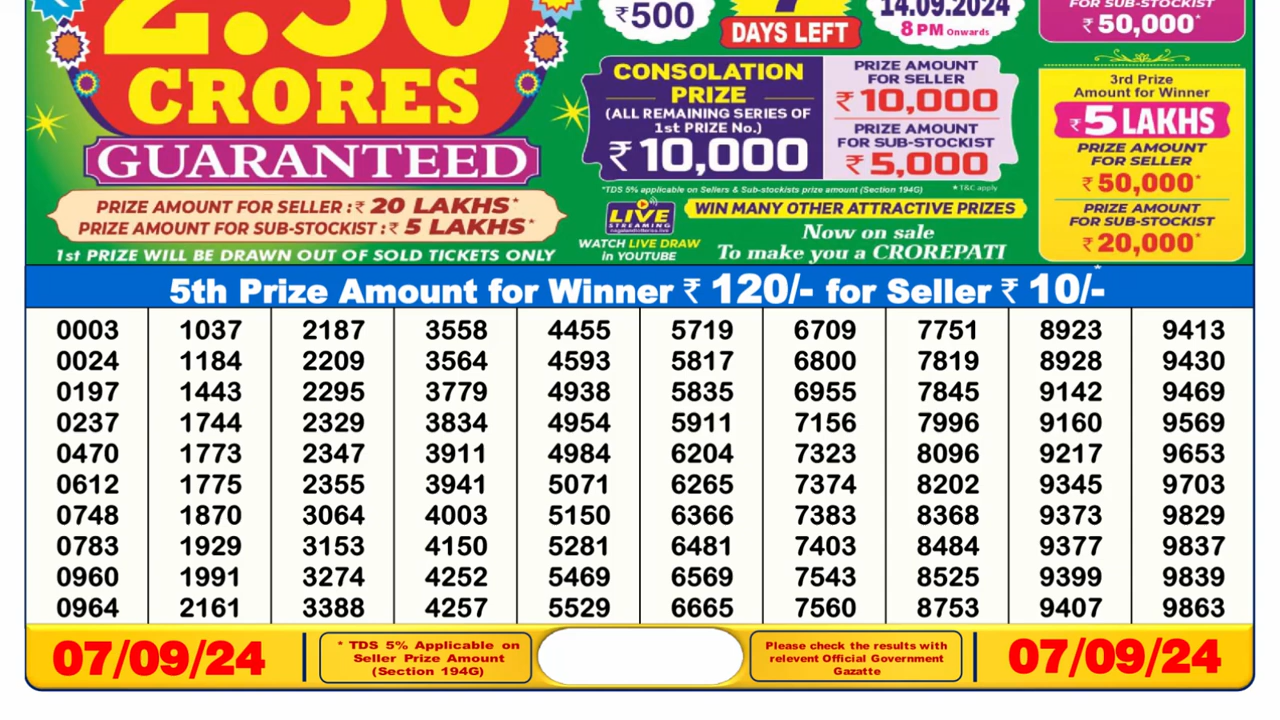 2.50
CRORES
GUARANTEED
PRIZE AMOUNT FOR SELLER :₹ 20 LAKHS*
PRIZE AMOUNT FOR SUB-STOCKIST :₹ 5 LAKHS*
1st PRIZE WILL BE DRAWN OUT OF SOLD TICKETS ONLY
₹500
7
DAYS LEFT
14.09.2024
8 PM Onwards
CONSOLATION
PRIZE
(ALL REMAINING SERIES OF
1st PRIZE No.)
₹10,000
PRIZE AMOUNT
FOR SELLER
₹10,000
PRIZE AMOUNT
FOR SUB-STOCKIST
₹5,000
*TDS 5% applicable on Sellers & Sub-stockists prize amount (Section 194G)
★T&C apply
LIVE
STREAMING
nagalandlotteries.live
WATCH LIVE DRAW
in YOUTUBE
WIN MANY OTHER ATTRACTIVE PRIZES
Now on sale
To make you a CROREPATI
FOR SUB-STOCKIST
₹50,000*
3rd Prize
Amount for Winner
₹5 LAKHS
PRIZE AMOUNT
FOR SELLER
₹50,000*
PRIZE AMOUNT
FOR SUB-STOCKIST
₹20,000*
5th Prize Amount for Winner ₹ 120/- for Seller ₹ 10/-*
0003 1037 2187 3558 4455 5719 6709 7751 8923 9413
0024 1184 2209 3564 4593 5817 6800 7819 8928 9430
0197 1443 2295 3779 4938 5835 6955 7845 9142 9469
0237 1744 2329 3834 4954 5911 7156 7996 9160 9569
0470 1773 2347 3911 4984 6204 7323 8096 9217 9653
0612 1775 2355 3941 5071 6265 7374 8202 9345 9703
0748 1870 3064 4003 5150 6366 7383 8368 9373 9829
0783 1929 3153 4150 5281 6481 7403 8484 9377 9837
0960 1991 3274 4252 5469 6569 7543 8525 9399 9839
0964 2161 3388 4257 5529 6665 7560 8753 9407 9863
07/09/24
* TDS 5% Applicable on
Seller Prize Amount
(Section 194G)
Please check the results with
relevent Official Government
Gazatte
07/09/24